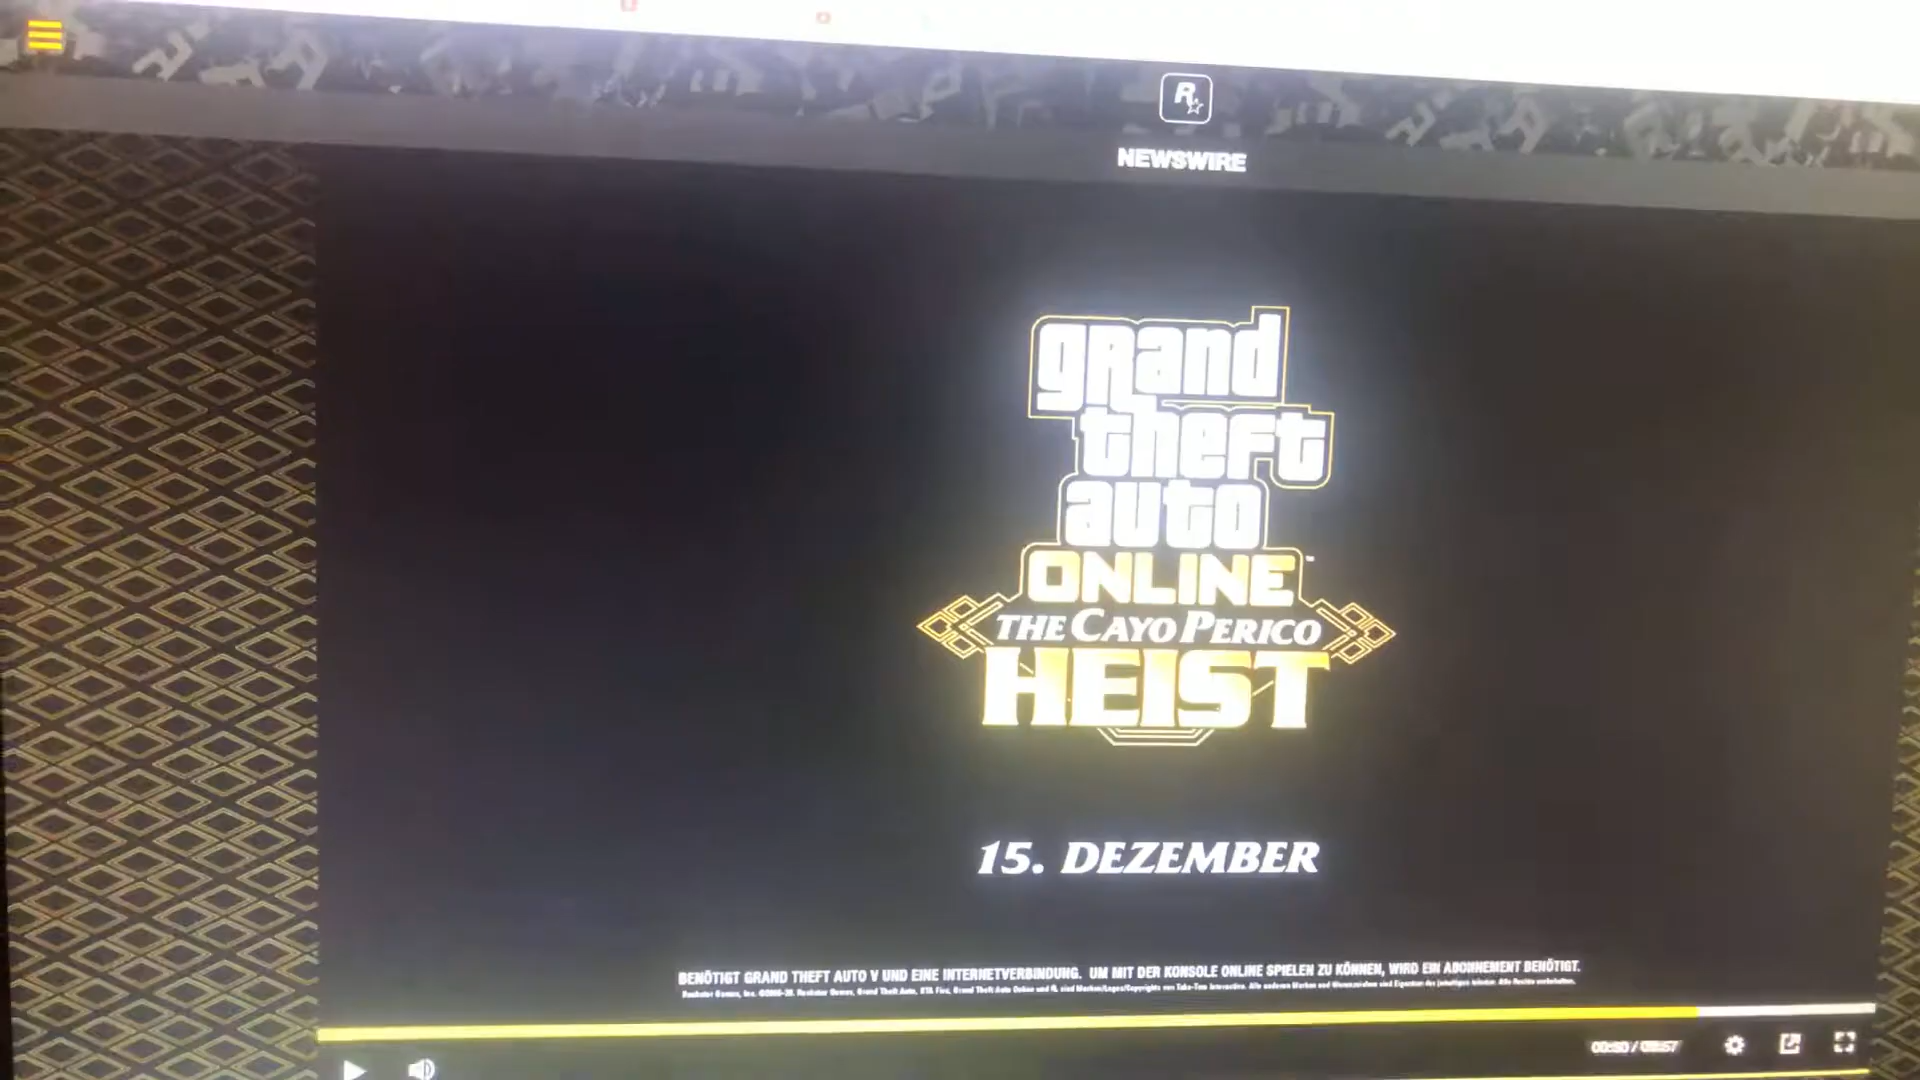 R
NEWSWIRE
grand
theft
auto
ONLINE™
THE CAYO PERICO
HEIST
15. DEZEMBER
BENÖTIGT GRAND THEFT AUTO V UND EINE INTERNETVERBINDUNG. UM MIT DER KONSOLE ONLINE SPIELEN ZU KÖNNEN, WIRD EIN ABONNEMENT BENÖTIGT.